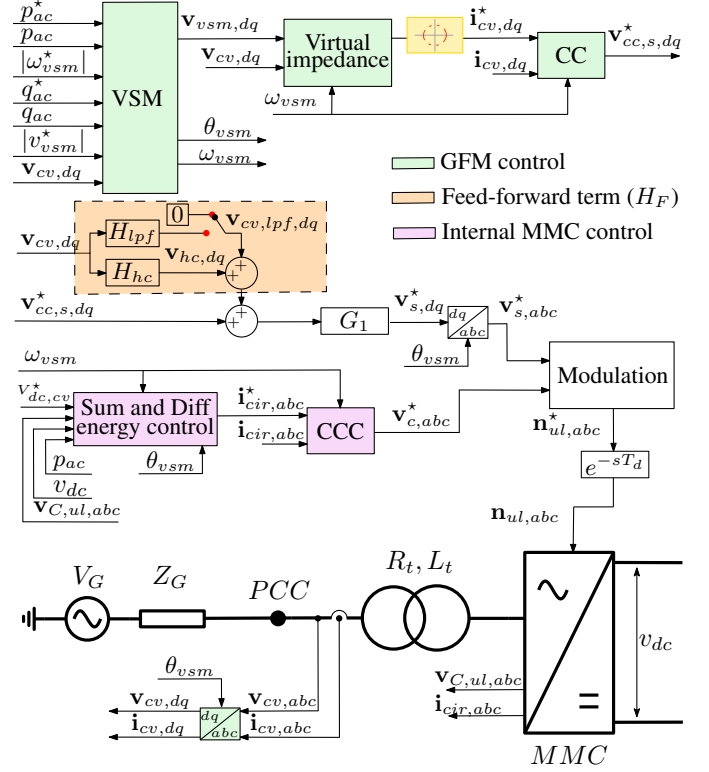 p⋆ac
pac
|ω⋆vsm|
q⋆ac
qac
|v⋆vsm|
vcv,dq
VSM
vvsm,dq
vcv,dq
Virtual
impedance
ωvsm
θvsm
ωvsm
i⋆cv,dq
icv,dq
CC
v⋆cc,s,dq
GFM control
Feed-forward term (HF)
Internal MMC control
vcv,dq
0
Hlpf
Hhc
vcv,lpf,dq
vhc,dq
+
+
v⋆cc,s,dq
+
+
G1
v⋆s,dq
dq
abc
θvsm
v⋆s,abc
Modulation
ωvsm
V⋆dc,cv
Sum and Diff
energy control
pac
vdc
vC,ul,abc
θvsm
i⋆cir,abc
icir,abc
CCC
v⋆c,abc
n⋆ul,abc
e−sTd
nul,abc
VG
ZG
PCC
Rt, Lt
vdc
vC,ul,abc
icir,abc
MMC
θvsm
vcv,dq
icv,dq
dq
abc
vcv,abc
icv,abc